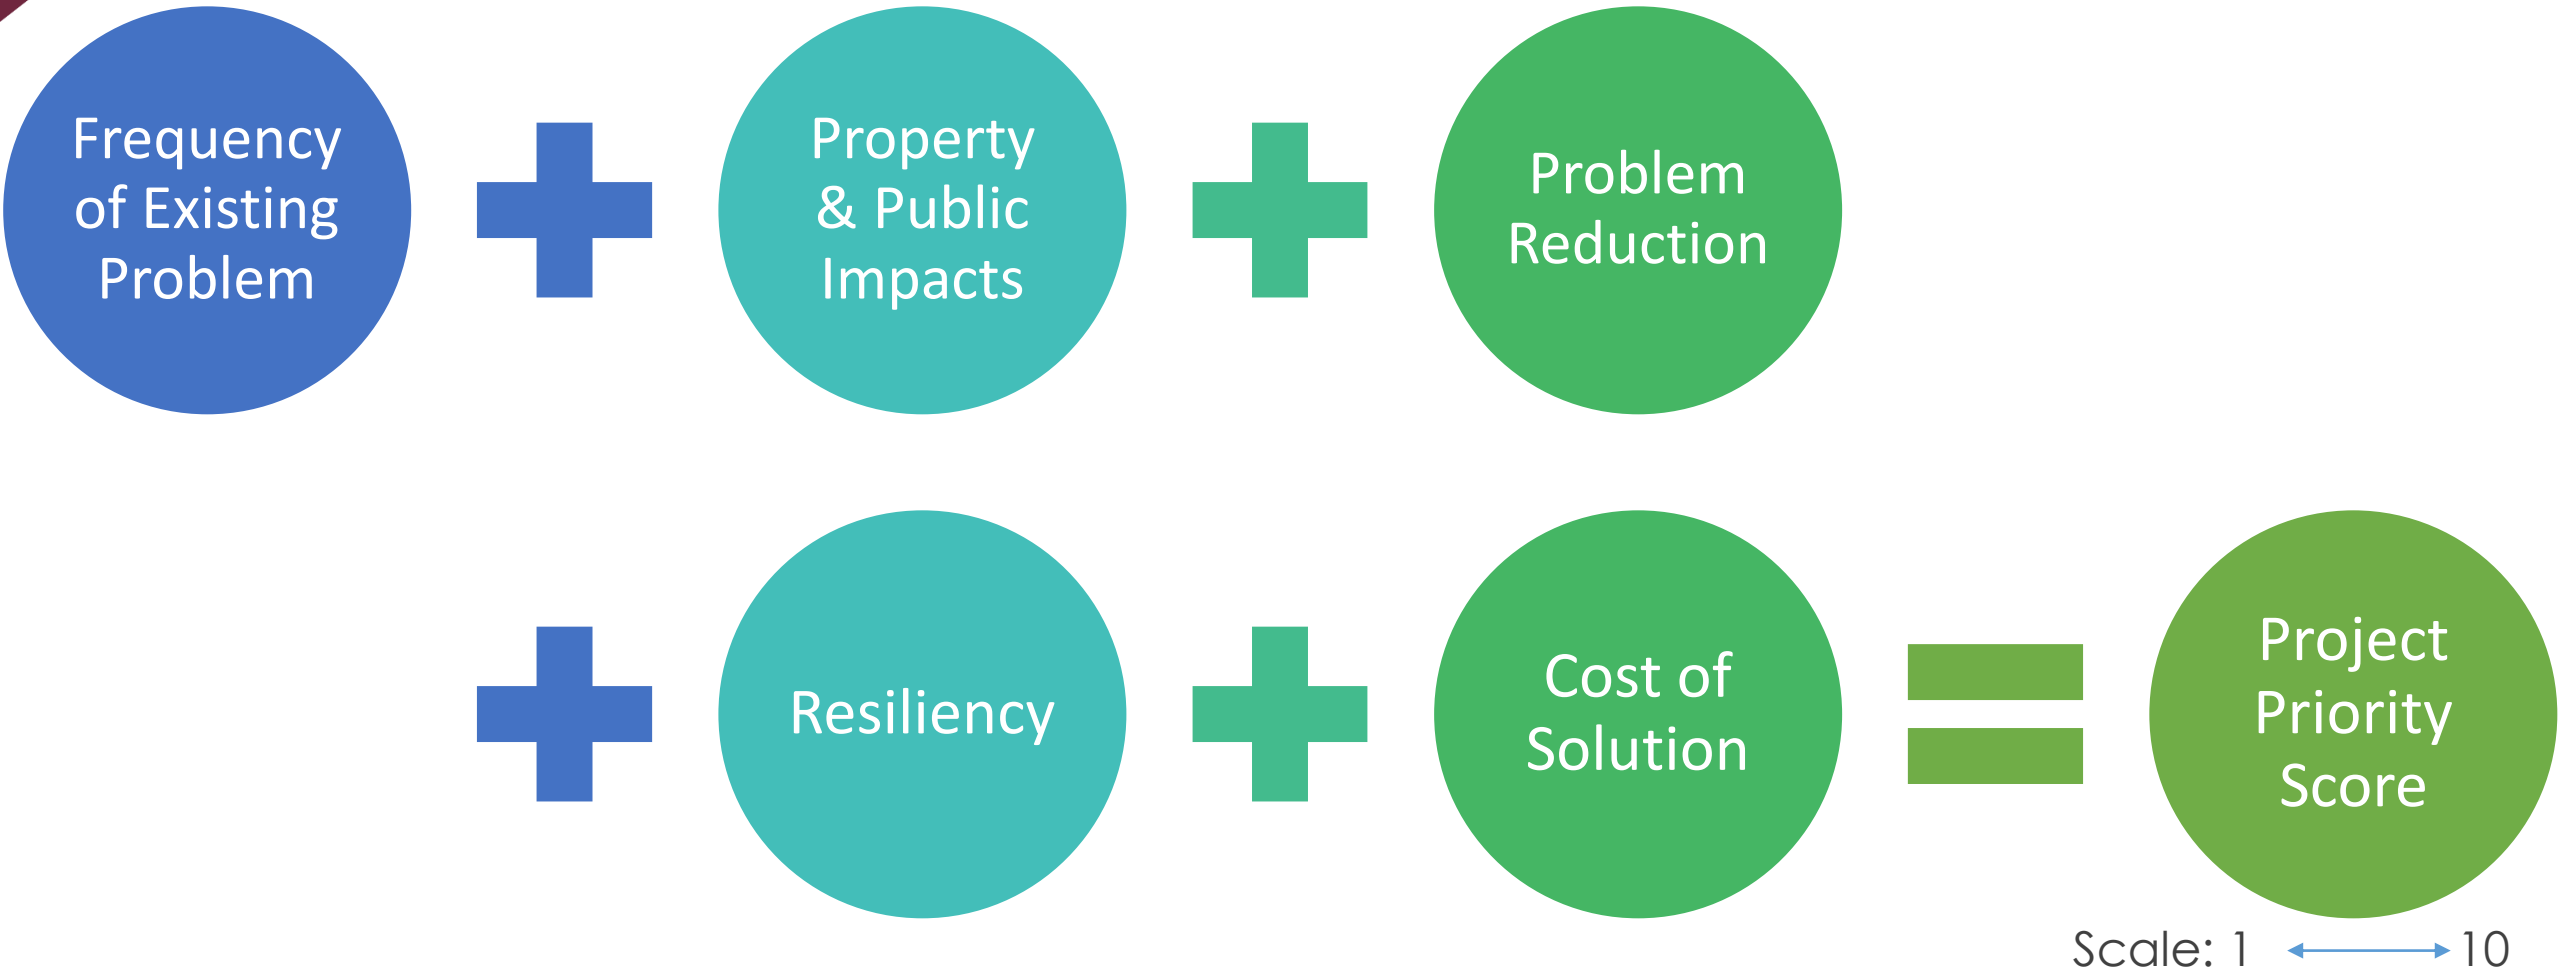 Frequency
of Existing
Problem
Property
& Public
Impacts
Problem
Reduction
Resiliency
Cost of
Solution
Project
Priority
Score
Scale: 1 10